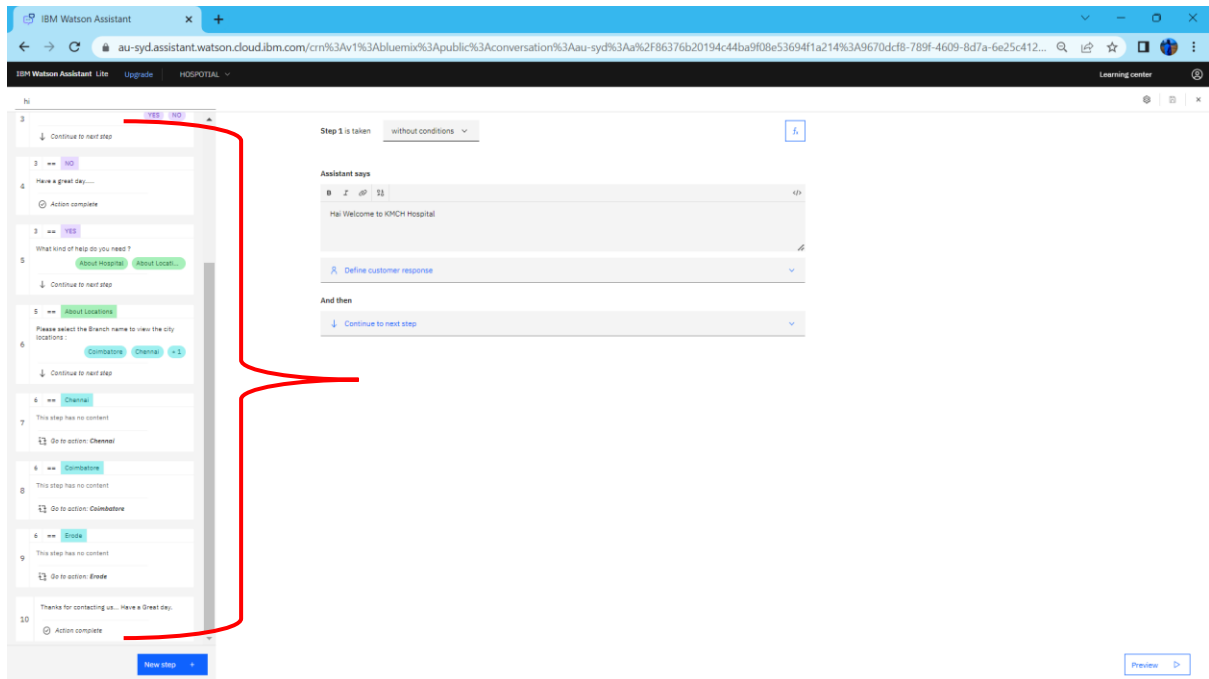 IBM Watson Assistant
au-syd.assistant.watson.cloud.ibm.com/crn%3Av1%3Abluemix%3Apublic%3Aconversation%3Aau-syd%3Aa%2F86376b20194c44ba9f08e53694f1a214%3A9670dcf8-789f-4609-8d7a-6e25c412...
IBM Watson Assistant Lite Upgrade HOSPOTIAL Learning center
hi
3 YES NO
Continue to next step
3 == NO
4 Have a great day.....
Action complete
3 == YES
What kind of help do you need ?
5 About Hospital About Locati...
Continue to next step
5 == About Locations
Please select the Branch name to view the city
locations :
6 Coimbatore Chennai + 1
Continue to next step
6 == Chennai
7 This step has no content
Go to action: Chennai
6 == Coimbatore
8 This step has no content
Go to action: Coimbatore
6 == Erode
9 This step has no content
Go to action: Erode
Thanks for contacting us... Have a Great day.
10
Action complete
New step +
Step 1 is taken without conditions fx
Assistant says
B I </>
Hai Welcome to KMCH Hospital
Define customer response
And then
Continue to next step
Preview